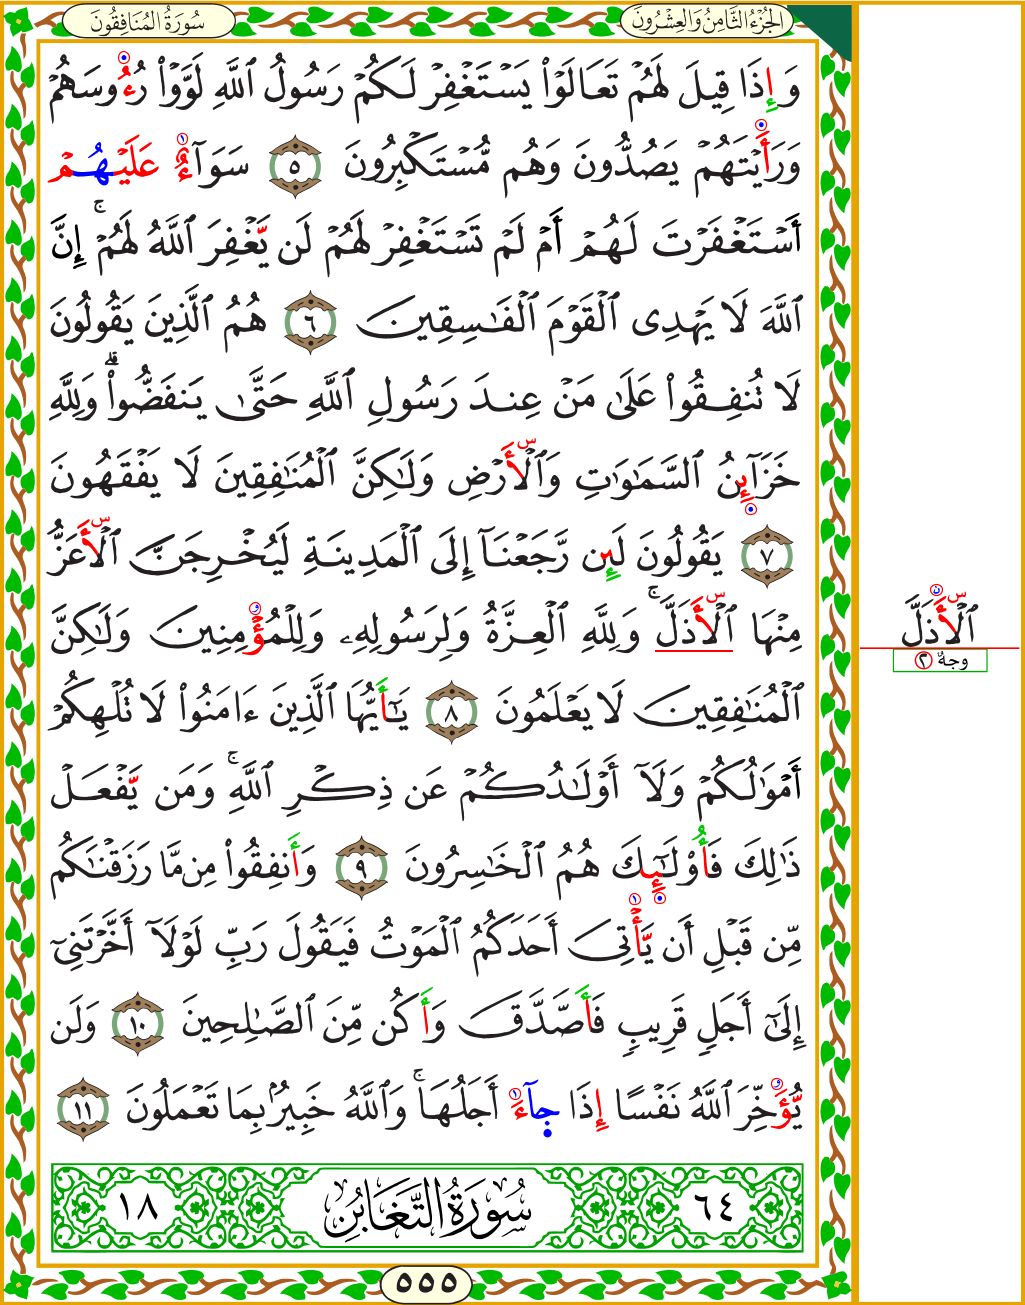 الجُزْءُ الثَّامِنُ وَالعِشْرُونَ
سُورَةُ المُنَافِقُونَ
وَإِذَا قِيلَ لَهُمْ تَعَالَوْاْ يَسْتَغْفِرْ لَكُمْ رَسُولُ ٱللَّهِ لَوَّوْاْ رُءُوسَهُمْ
وَرَأَيْتَهُمْ يَصُدُّونَ وَهُم مُّسْتَكْبِرُونَ ٥ سَوَآءٌ عَلَيْهُمْ
أَسْتَغْفَرْتَ لَهُمْ أَمْ لَمْ تَسْتَغْفِرْ لَهُمْ لَن يَّغْفِرَ ٱللَّهُ لَهُمْۚ إِنَّ
ٱللَّهَ لَا يَهْدِى ٱلْقَوْمَ ٱلْفَٰسِقِينَ ٦ هُمُ ٱلَّذِينَ يَقُولُونَ
لَا تُنفِقُواْ عَلَىٰ مَنْ عِندَ رَسُولِ ٱللَّهِ حَتَّىٰ يَنفَضُّواْۗ وَلِلَّهِ
خَزَآئِنُ ٱلسَّمَٰوَٰتِ وَٱلْأَرْضِ وَلَٰكِنَّ ٱلْمُنَٰفِقِينَ لَا يَفْقَهُونَ
٧ يَقُولُونَ لَئِن رَّجَعْنَآ إِلَى ٱلْمَدِينَةِ لَيُخْرِجَنَّ ٱلْأَعَزُّ
مِنْهَا ٱلْأَذَلَّۚ وَلِلَّهِ ٱلْعِزَّةُ وَلِرَسُولِهِۦ وَلِلْمُؤْمِنِينَ وَلَٰكِنَّ
ٱلْمُنَٰفِقِينَ لَا يَعْلَمُونَ ٨ يَٰٓأَيُّهَا ٱلَّذِينَ ءَامَنُواْ لَا تُلْهِكُمْ
أَمْوَٰلُكُمْ وَلَآ أَوْلَٰدُكُمْ عَن ذِكْرِ ٱللَّهِۚ وَمَن يَّفْعَلْ
ذَٰلِكَ فَأُوْلَٰٓئِكَ هُمُ ٱلْخَٰسِرُونَ ٩ وَأَنفِقُواْ مِن مَّا رَزَقْنَٰكُم
مِّن قَبْلِ أَن يَّأْتِىَ أَحَدَكُمُ ٱلْمَوْتُ فَيَقُولَ رَبِّ لَوْلَآ أَخَّرْتَنِىٓ
إِلَىٰٓ أَجَلٍ قَرِيبٍ فَأَصَّدَّقَ وَأَكُن مِّنَ ٱلصَّٰلِحِينَ ١٠ وَلَن
يُّؤَخِّرَ ٱللَّهُ نَفْسًا إِذَا جَآءَ أَجَلُهَاۚ وَٱللَّهُ خَبِيرُۢ بِمَا تَعْمَلُونَ ١١
٦٤ سُورَةُ التَّغَابُنِ ١٨
٥٥٥
ٱلْأَذَلَّ
وجهٌ ٢